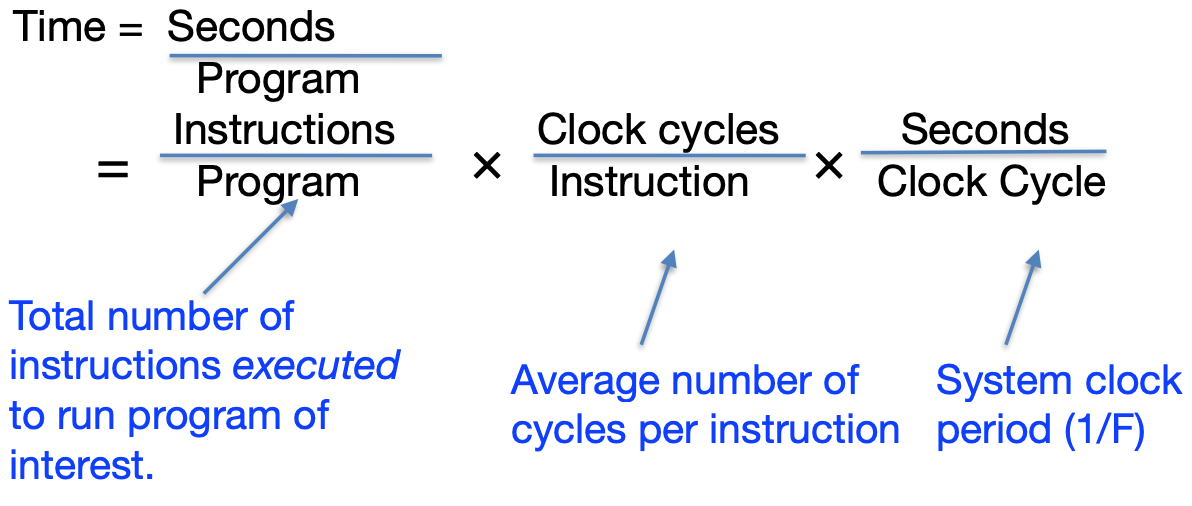 Time = Seconds
Program
Instructions Clock cycles Seconds
= Program × Instruction × Clock Cycle
Total number of
instructions executed
to run program of
interest.
Average number of
cycles per instruction
System clock
period (1/F)